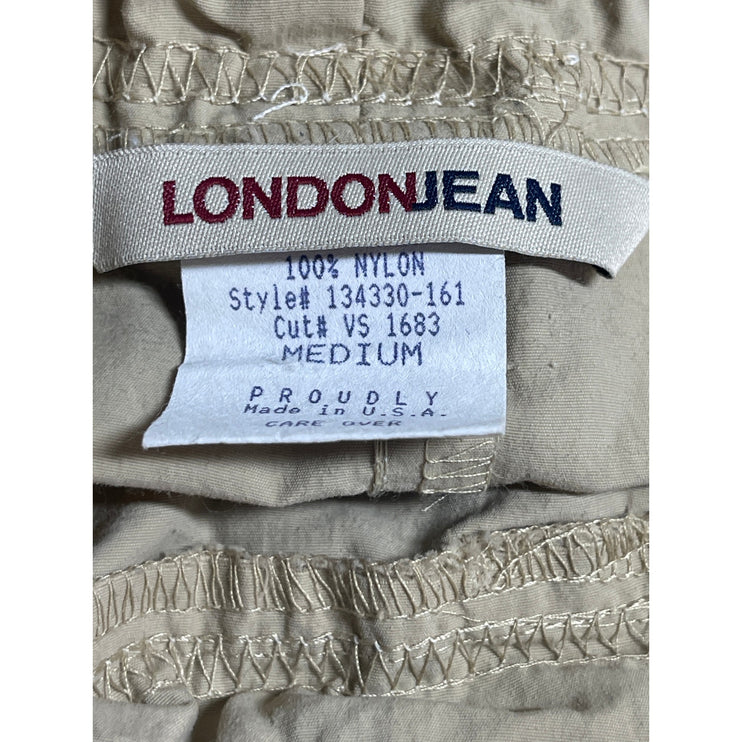 LONDONJEAN
100% NYLON
Style# 134330-161
Cut# VS 1683
MEDIUM
PROUDLY
Made in U.S.A.
CARE OVER